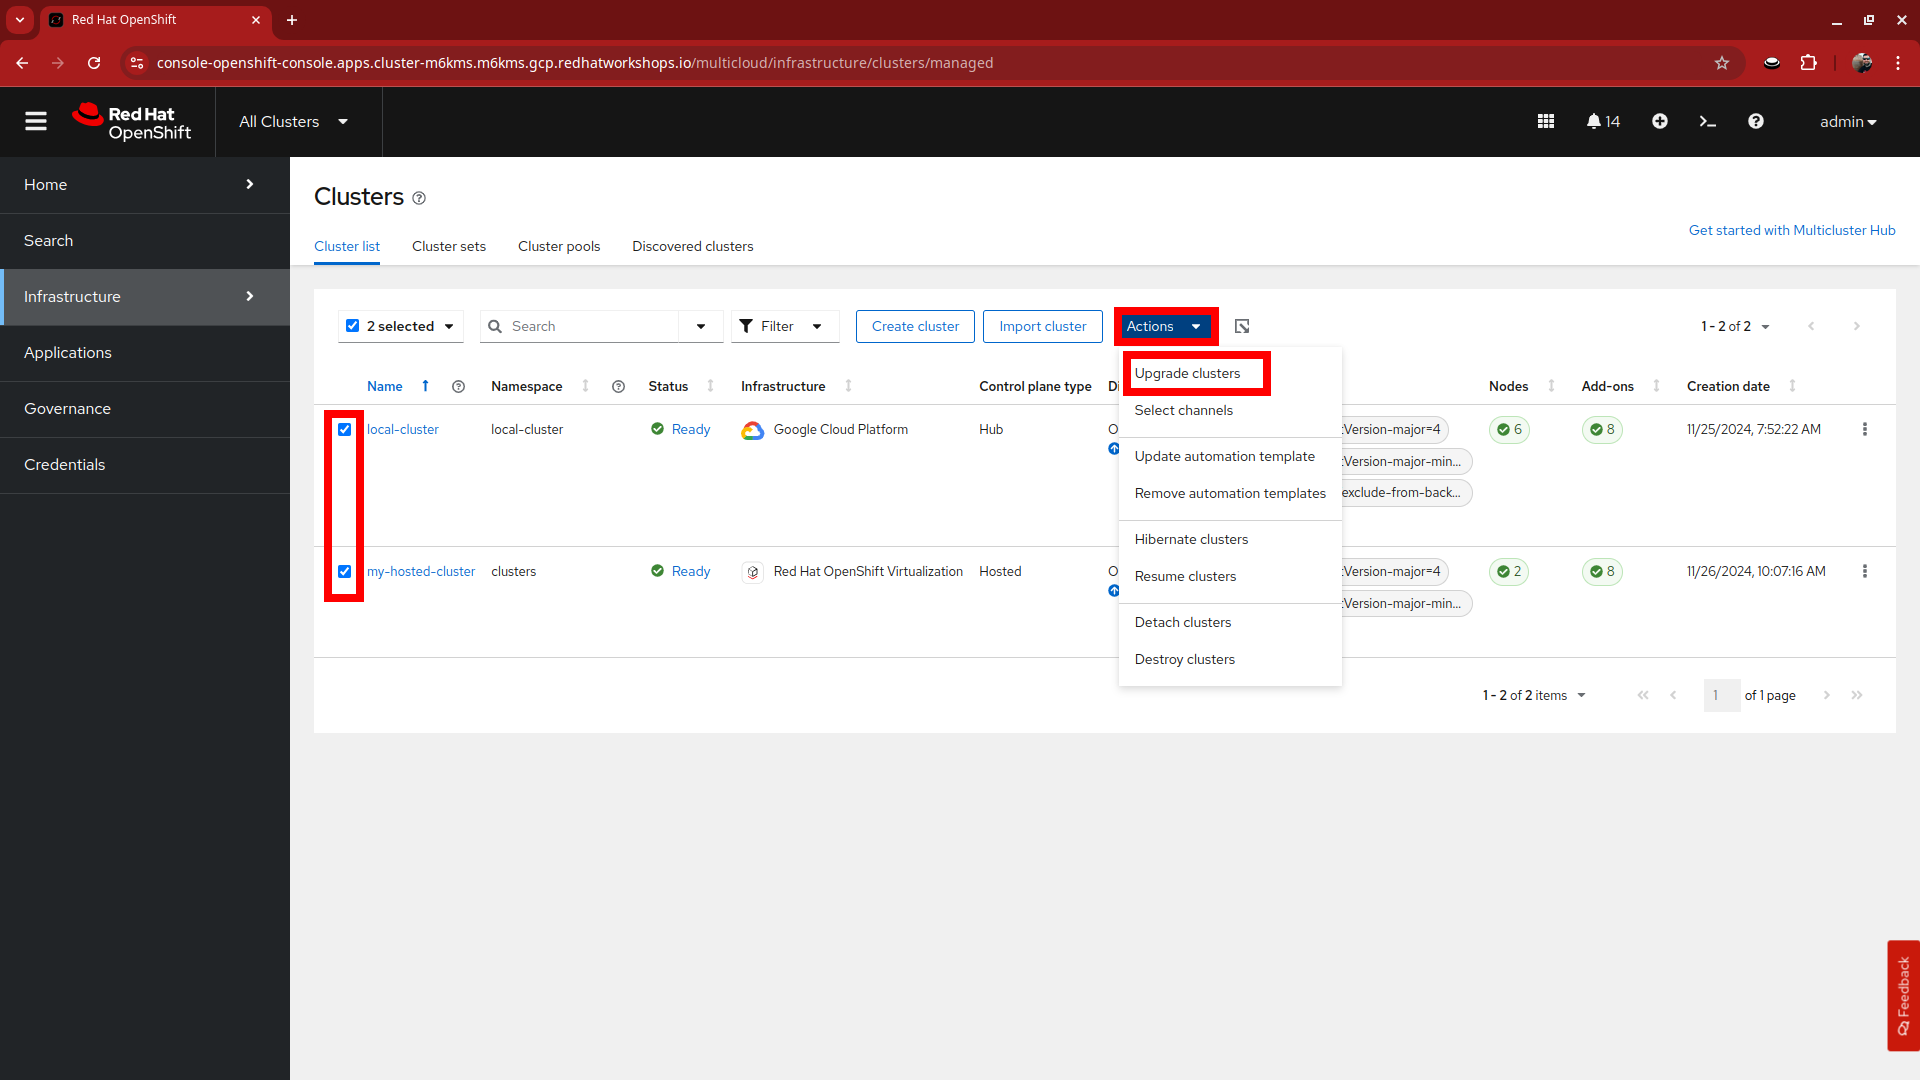 Red Hat OpenShift
console-openshift-console.apps.cluster-m6kms.m6kms.gcp.redhatworkshops.io/multicloud/infrastructure/clusters/managed
Red Hat
OpenShift
All Clusters
14
admin
Home
Search
Infrastructure
Applications
Governance
Credentials
Clusters
Get started with Multicluster Hub
Cluster list Cluster sets Cluster pools Discovered clusters
2 selected Search Filter Create cluster Import cluster Actions 1 - 2 of 2
Name Namespace Status Infrastructure Control plane type Di Nodes Add-ons Creation date
local-cluster local-cluster Ready Google Cloud Platform Hub O :Version-major=4 6 8 11/25/2024, 7:52:22 AM
:Version-major-min...
exclude-from-back...
my-hosted-cluster clusters Ready Red Hat OpenShift Virtualization Hosted O :Version-major=4 2 8 11/26/2024, 10:07:16 AM
:Version-major-min...
Upgrade clusters
Select channels
Update automation template
Remove automation templates
Hibernate clusters
Resume clusters
Detach clusters
Destroy clusters
1 - 2 of 2 items 1 of 1 page
Feedback